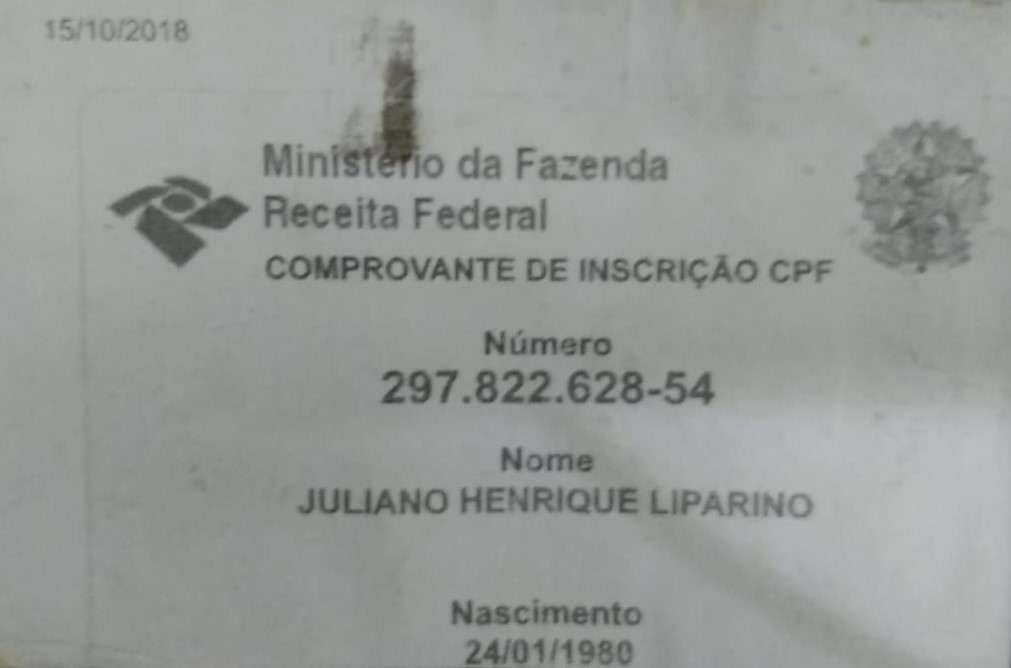 15/10/2018
Ministério da Fazenda
Receita Federal
COMPROVANTE DE INSCRIÇÃO CPF
Número
297.822.628-54
Nome
JULIANO HENRIQUE LIPARINO
Nascimento
24/01/1980